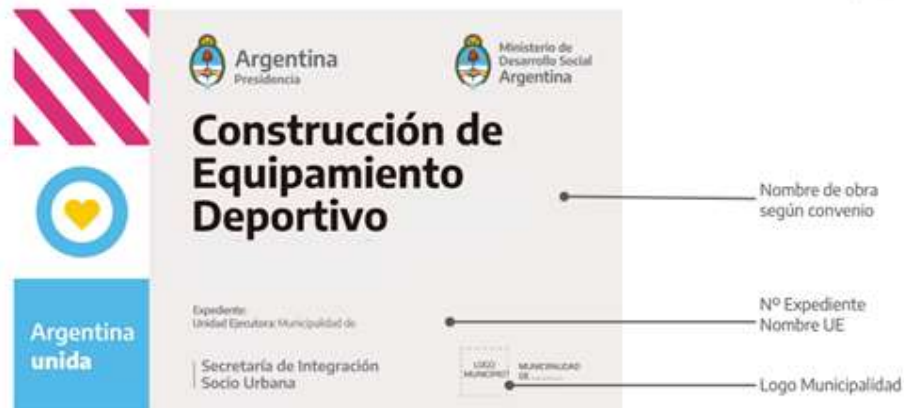 Argentina
Presidencia
Ministerio de
Desarrollo Social
Argentina
Construcción de
Equipamiento
Deportivo
Nombre de obra
según convenio
Expediente:
Unidad Ejecutora: Municipalidad de
Nº Expediente
Nombre UE
Argentina
unida
Secretaría de Integración
Socio Urbana
LOGO
MUNICIPIO
MUNICIPALIDAD
DE
Logo Municipalidad